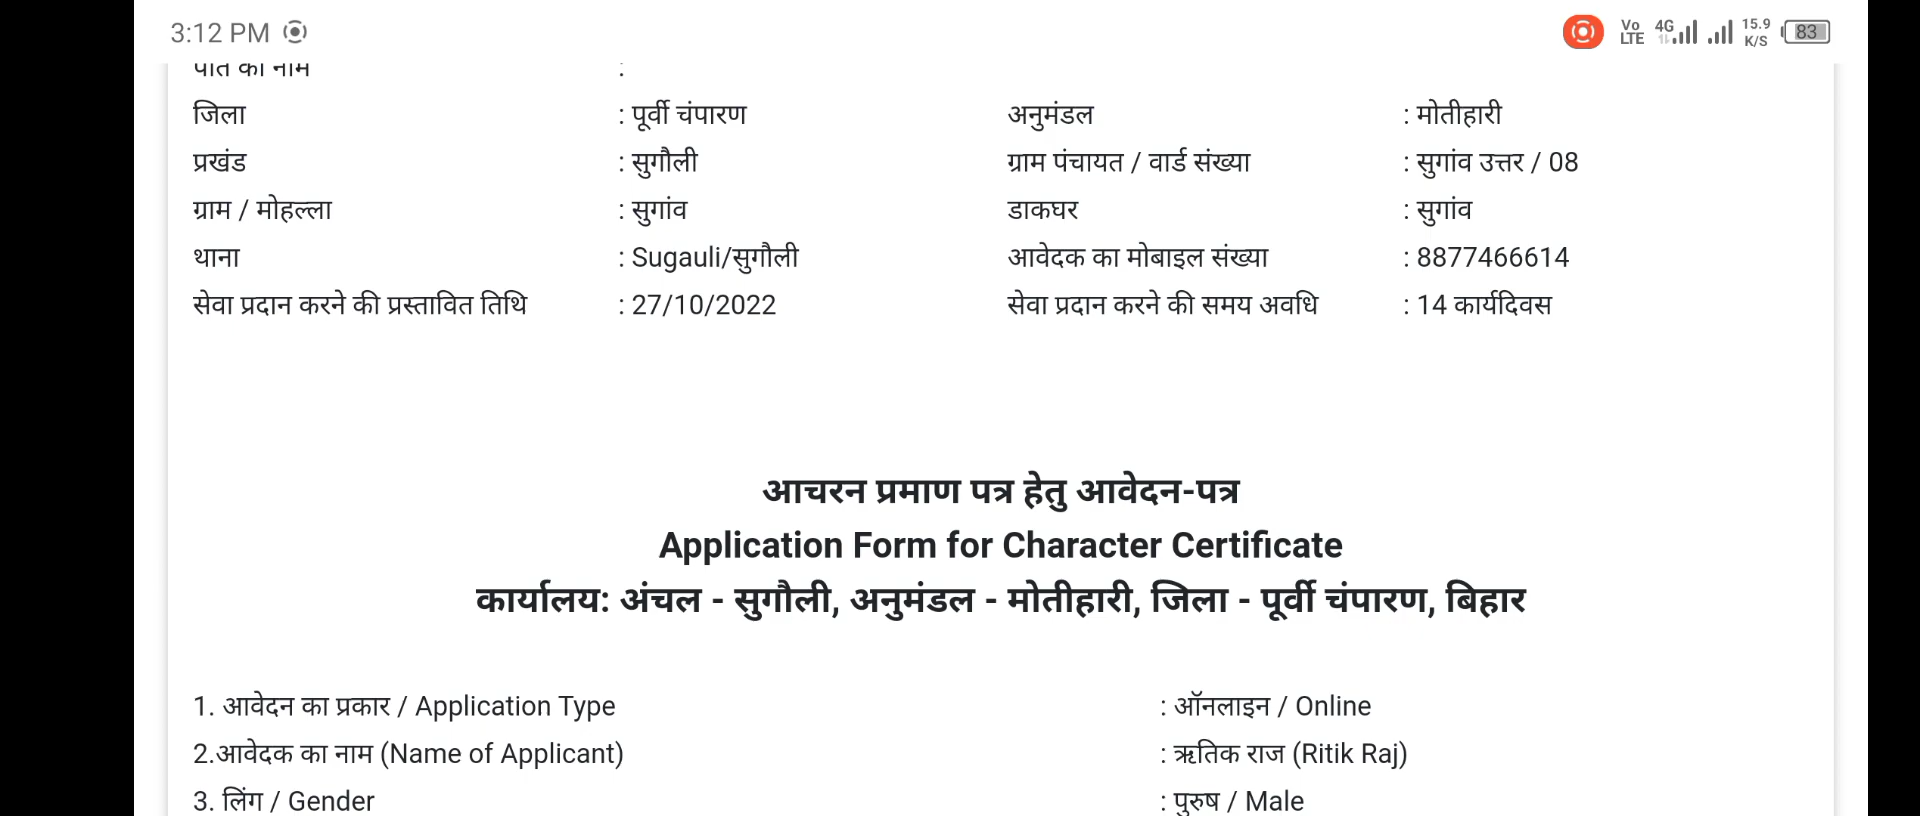 3:12 PM Vo LTE 4G 15.9 K/S 83
पति का नाम :
जिला : पूर्वी चंपारण अनुमंडल : मोतीहारी
प्रखंड : सुगौली ग्राम पंचायत / वार्ड संख्या : सुगांव उत्तर / 08
ग्राम / मोहल्ला : सुगांव डाकघर : सुगांव
थाना : Sugauli/सुगौली आवेदक का मोबाइल संख्या : 8877466614
सेवा प्रदान करने की प्रस्तावित तिथि : 27/10/2022 सेवा प्रदान करने की समय अवधि : 14 कार्यदिवस
आचरन प्रमाण पत्र हेतु आवेदन-पत्र
Application Form for Character Certificate
कार्यालय: अंचल - सुगौली, अनुमंडल - मोतीहारी, जिला - पूर्वी चंपारण, बिहार
1. आवेदन का प्रकार / Application Type : ऑनलाइन / Online
2.आवेदक का नाम (Name of Applicant) : ऋतिक राज (Ritik Raj)
3. लिंग / Gender : पुरुष / Male